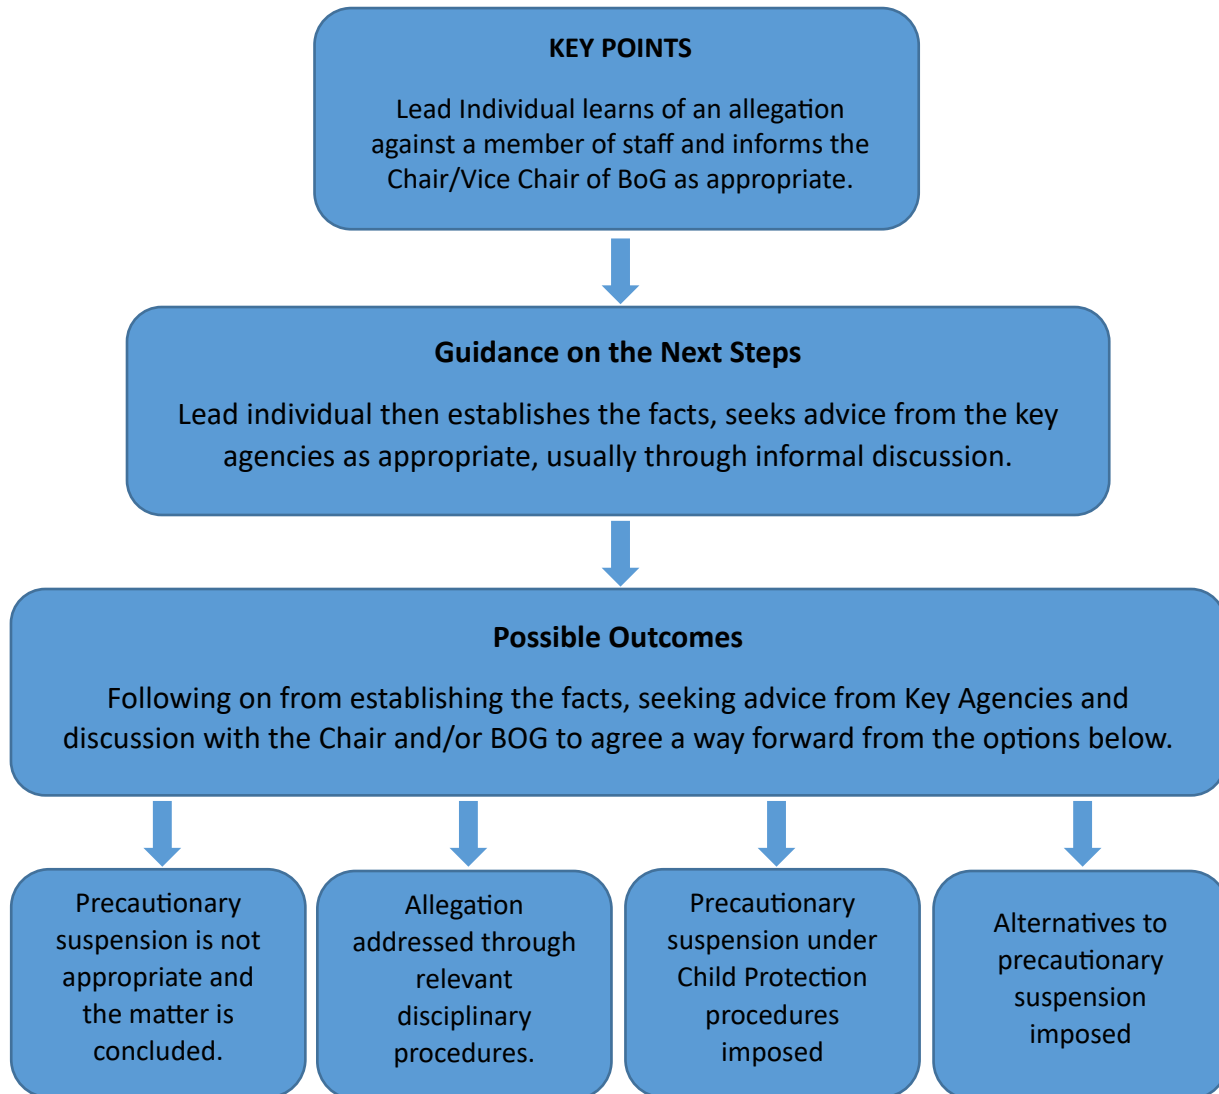 KEY POINTS
Lead Individual learns of an allegation
against a member of staff and informs the
Chair/Vice Chair of BoG as appropriate.
Guidance on the Next Steps
Lead individual then establishes the facts, seeks advice from the key
agencies as appropriate, usually through informal discussion.
Possible Outcomes
Following on from establishing the facts, seeking advice from Key Agencies and
discussion with the Chair and/or BOG to agree a way forward from the options below.
Precautionary
suspension is not
appropriate and
the matter is
concluded.
Allegation
addressed through
relevant
disciplinary
procedures.
Precautionary
suspension under
Child Protection
procedures
imposed
Alternatives to
precautionary
suspension
imposed